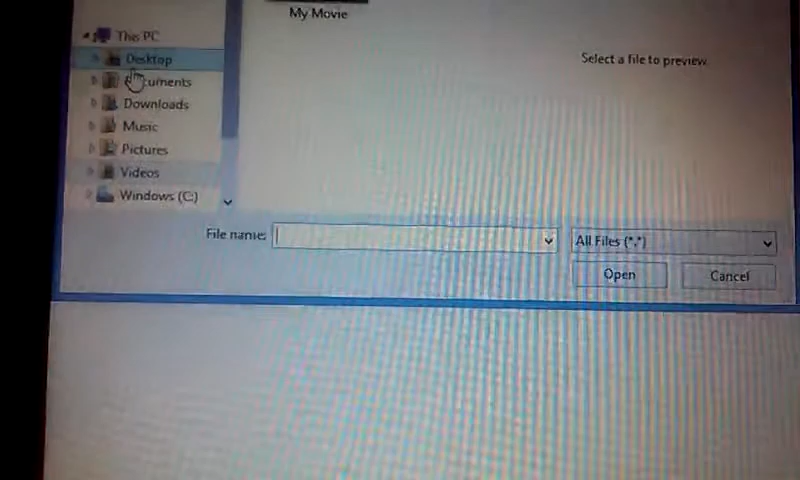 My Movie
This PC
Desktop
Select a file to preview.
Documents
Downloads
Music
Pictures
Videos
Windows (C:)
File name:
All Files (*.*)
Open
Cancel